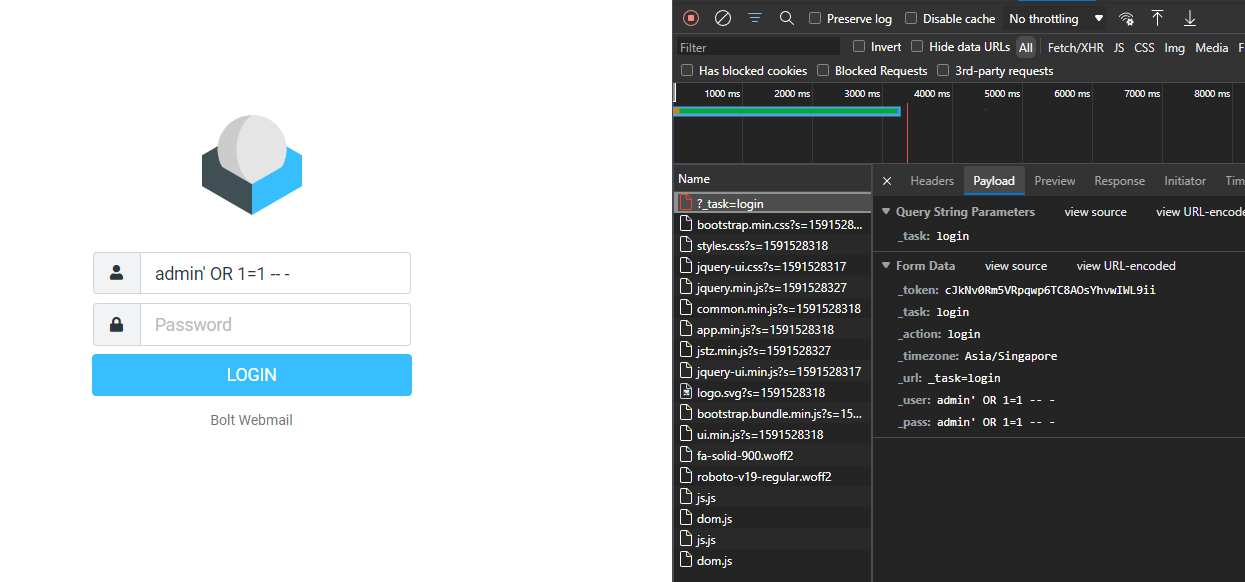 admin' OR 1=1 -- -
Password
LOGIN
Bolt Webmail
Preserve log Disable cache No throttling
Filter Invert Hide data URLs All Fetch/XHR JS CSS Img Media F
Has blocked cookies Blocked Requests 3rd-party requests
1000 ms 2000 ms 3000 ms 4000 ms 5000 ms 6000 ms 7000 ms 8000 ms
Name
?_task=login
bootstrap.min.css?s=1591528...
styles.css?s=1591528318
jquery-ui.css?s=1591528317
jquery.min.js?s=1591528327
common.min.js?s=1591528318
app.min.js?s=1591528318
jstz.min.js?s=1591528327
jquery-ui.min.js?s=1591528317
logo.svg?s=1591528318
bootstrap.bundle.min.js?s=15...
ui.min.js?s=1591528318
fa-solid-900.woff2
roboto-v19-regular.woff2
js.js
dom.js
js.js
dom.js
Headers Payload Preview Response Initiator Tim
Query String Parameters view source view URL-encode
_task: login
Form Data view source view URL-encoded
_token: cJkNv0Rm5VRpqwp6TC8AOsYhvwIWL9ii
_task: login
_action: login
_timezone: Asia/Singapore
_url: _task=login
_user: admin' OR 1=1 -- -
_pass: admin' OR 1=1 -- -